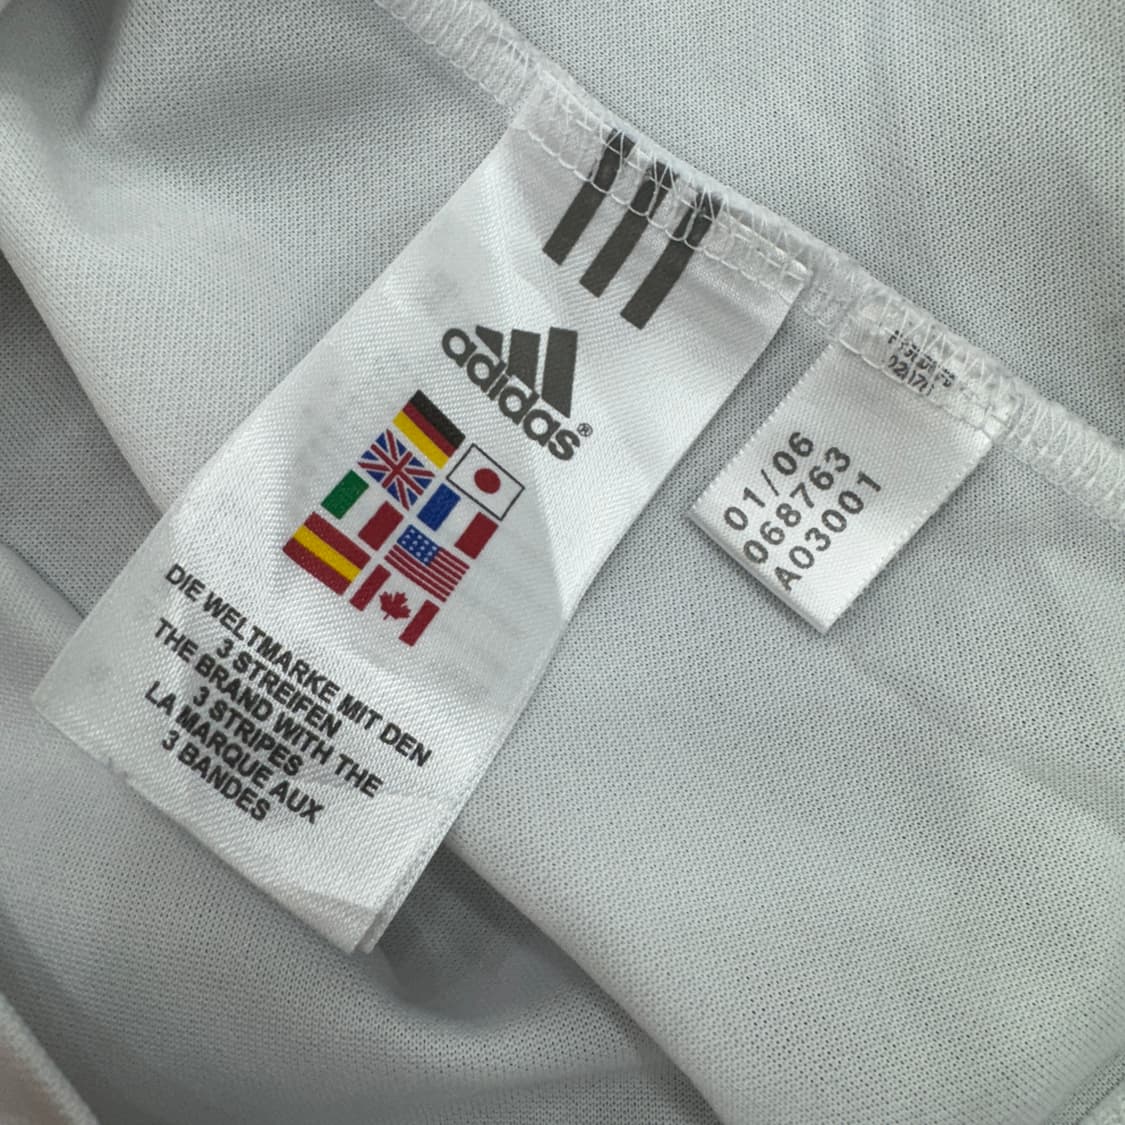 adidas®
DIE WELTMARKE MIT DEN
3 STREIFEN
THE BRAND WITH THE
3 STRIPES
LA MARQUE AUX
3 BANDES
01/06
068763
A03001